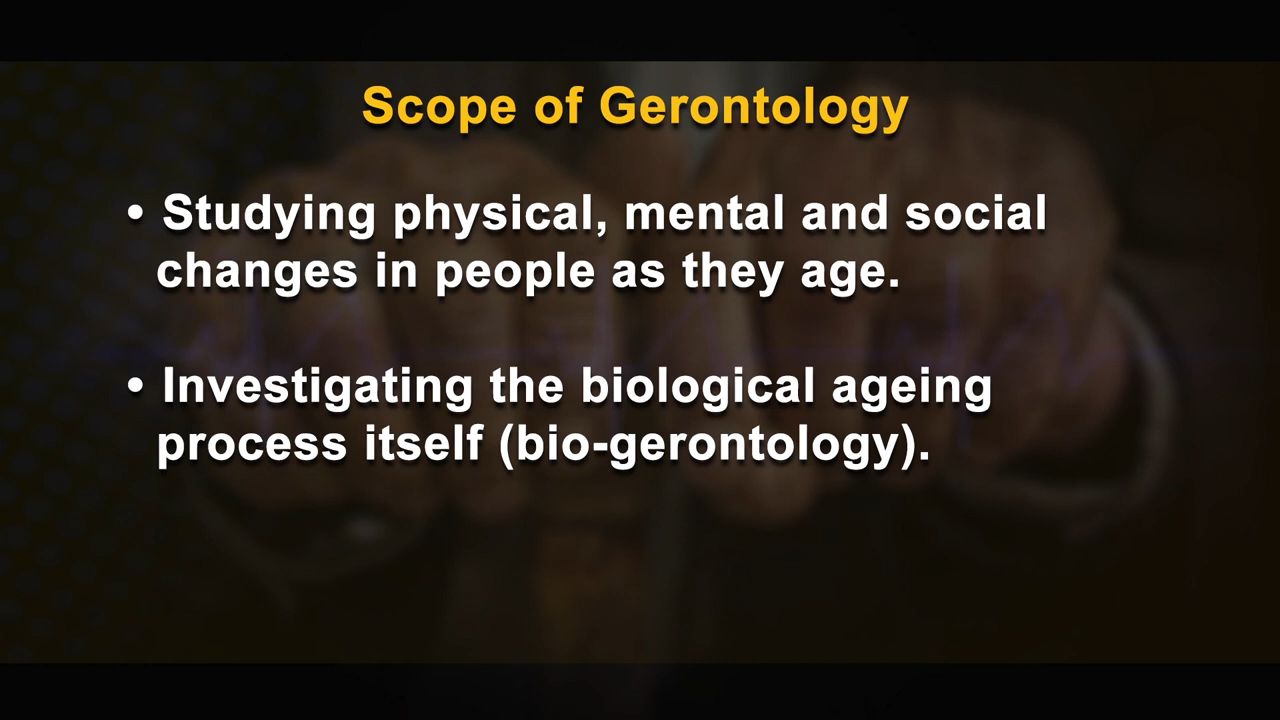 Scope of Gerontology
• Studying physical, mental and social
changes in people as they age.
• Investigating the biological ageing
process itself (bio-gerontology).